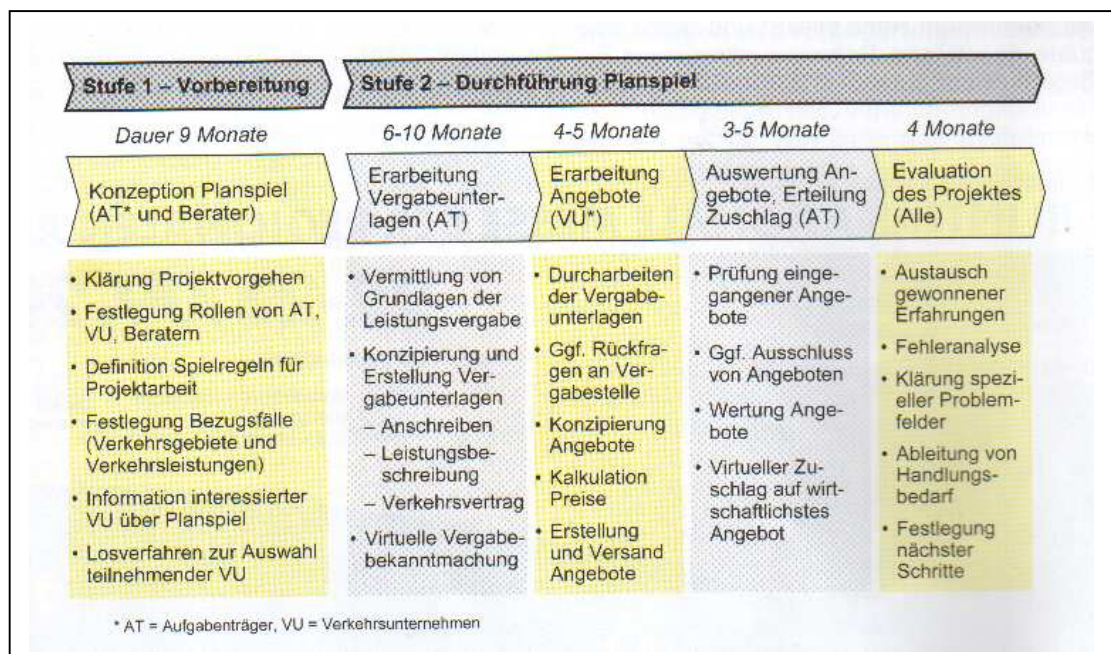 Stufe 1 – Vorbereitung
Stufe 2 – Durchführung Planspiel
Dauer 9 Monate
6-10 Monate
4-5 Monate
3-5 Monate
4 Monate
Konzeption Planspiel
(AT* und Berater)
Erarbeitung
Vergabeunter-
lagen (AT)
Erarbeitung
Angebote
(VU*)
Auswertung An-
gebote, Erteilung
Zuschlag (AT)
Evaluation
des Projektes
(Alle)
• Klärung Projektvorgehen
• Festlegung Rollen von AT,
VU, Beratern
• Definition Spielregeln für
Projektarbeit
• Festlegung Bezugsfälle
(Verkehrsgebiete und
Verkehrsleistungen)
• Information interessierter
VU über Planspiel
• Losverfahren zur Auswahl
teilnehmender VU
• Vermittlung von
Grundlagen der
Leistungsvergabe
• Konzipierung und
Erstellung Ver-
gabeunterlagen
– Anschreiben
– Leistungsbe-
schreibung
– Verkehrsvertrag
• Virtuelle Vergabe-
bekanntmachung
• Durcharbeiten
der Vergabe-
unterlagen
• Ggf. Rückfra-
gen an Ver-
gabestelle
• Konzipierung
Angebote
• Kalkulation
Preise
• Erstellung
und Versand
Angebote
• Prüfung einge-
gangener Ange-
bote
• Ggf. Ausschluss
von Angeboten
• Wertung Ange-
bote
• Virtueller Zu-
schlag auf wirt-
schaftlichstes
Angebot
• Austausch
gewonnener
Erfahrungen
• Fehleranalyse
• Klärung spezi-
eller Problem-
felder
• Ableitung von
Handlungs-
bedarf
• Festlegung
nächster
Schritte
* AT = Aufgabenträger, VU = Verkehrsunternehmen